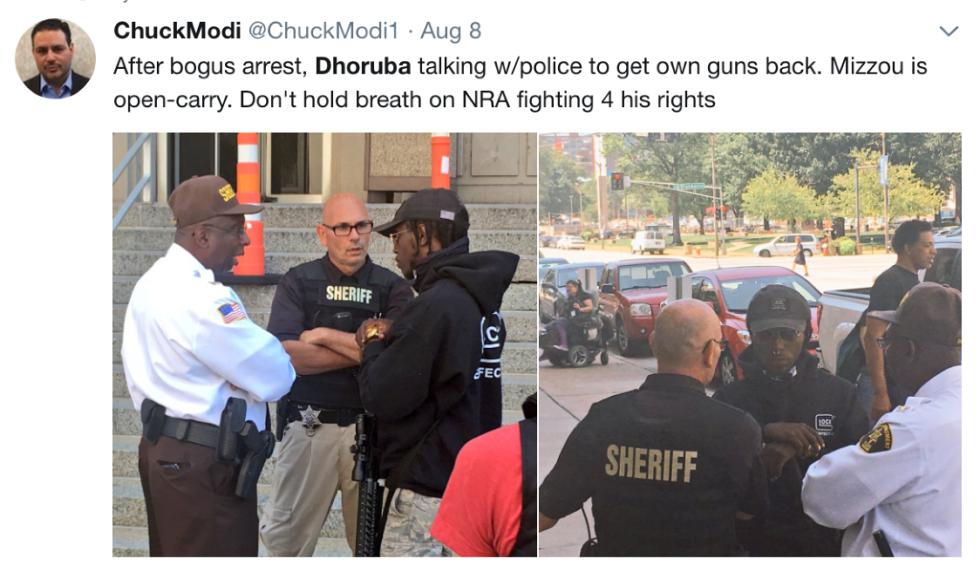 ChuckModi @ChuckModi1 · Aug 8
After bogus arrest, Dhoruba talking w/police to get own guns back. Mizzou is
open-carry. Don't hold breath on NRA fighting 4 his rights
SHERIFF
SHERIFF